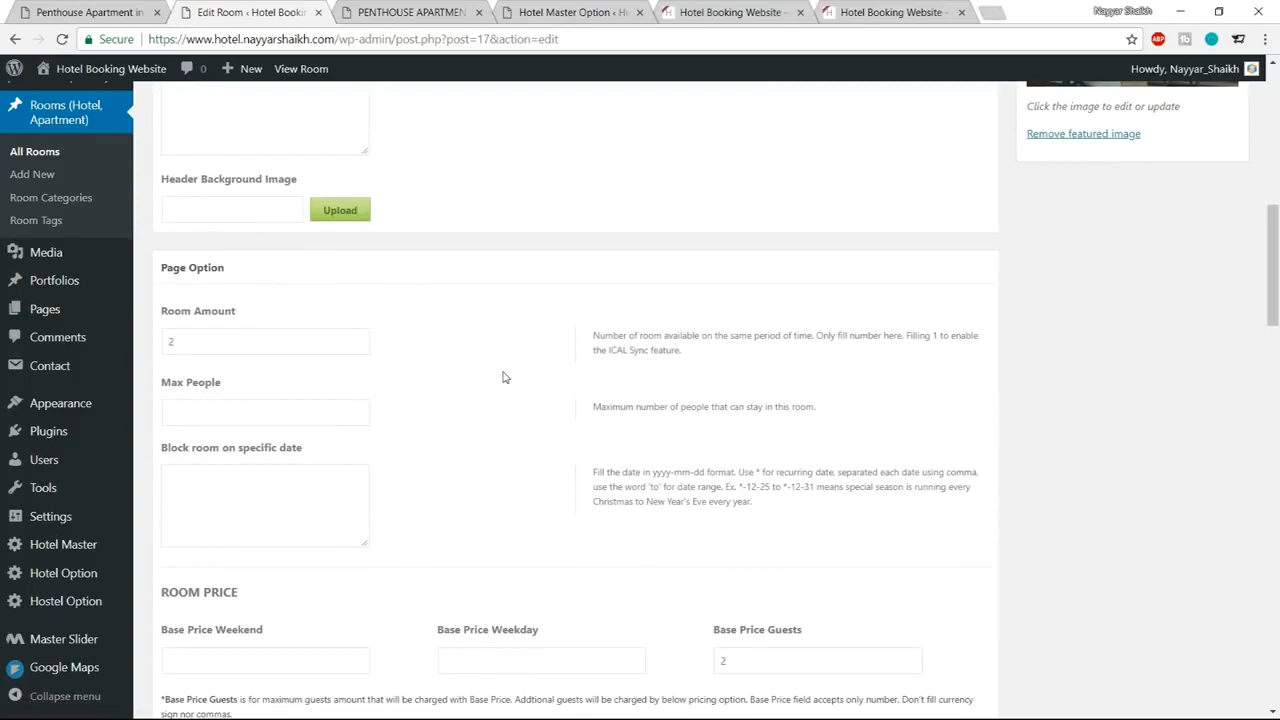 Penthouse Apartment in
Edit Room ‹ Hotel Bookin
PENTHOUSE APARTMEN
Hotel Master Option ‹ H
Hotel Booking Website –
Hotel Booking Website –
Nayyar Shaikh
Secure
https://www.hotel.nayyarshaikh.com/wp-admin/post.php?post=17&action=edit
ABP
Hotel Booking Website
0
New
View Room
Howdy, Nayyar_Shaikh
Rooms (Hotel,
Apartment)
All Rooms
Add New
Room Categories
Room Tags
Media
Portfolios
Pages
Comments
Contact
Appearance
Plugins
Users
Tools
Settings
Hotel Master
Hotel Option
Hostel Option
Master Slider
Google Maps
Collapse menu
Header Background Image
Upload
Page Option
Room Amount
2
Number of room available on the same period of time. Only fill number here. Filling 1 to enable
the ICAL Sync feature.
Max People
Maximum number of people that can stay in this room.
Block room on specific date
Fill the date in yyyy-mm-dd format. Use * for recurring date, separated each date using comma,
use the word 'to' for date range. Ex. *-12-25 to *-12-31 means special season is running every
Christmas to New Year's Eve every year.
ROOM PRICE
Base Price Weekend
Base Price Weekday
Base Price Guests
2
*Base Price Guests is for maximum guests amount that will be charged with Base Price. Addtional guests will be charged by below pricing option. Base Price field accepts only number. Don't fill currency
sign nor commas.
Click the image to edit or update
Remove featured image